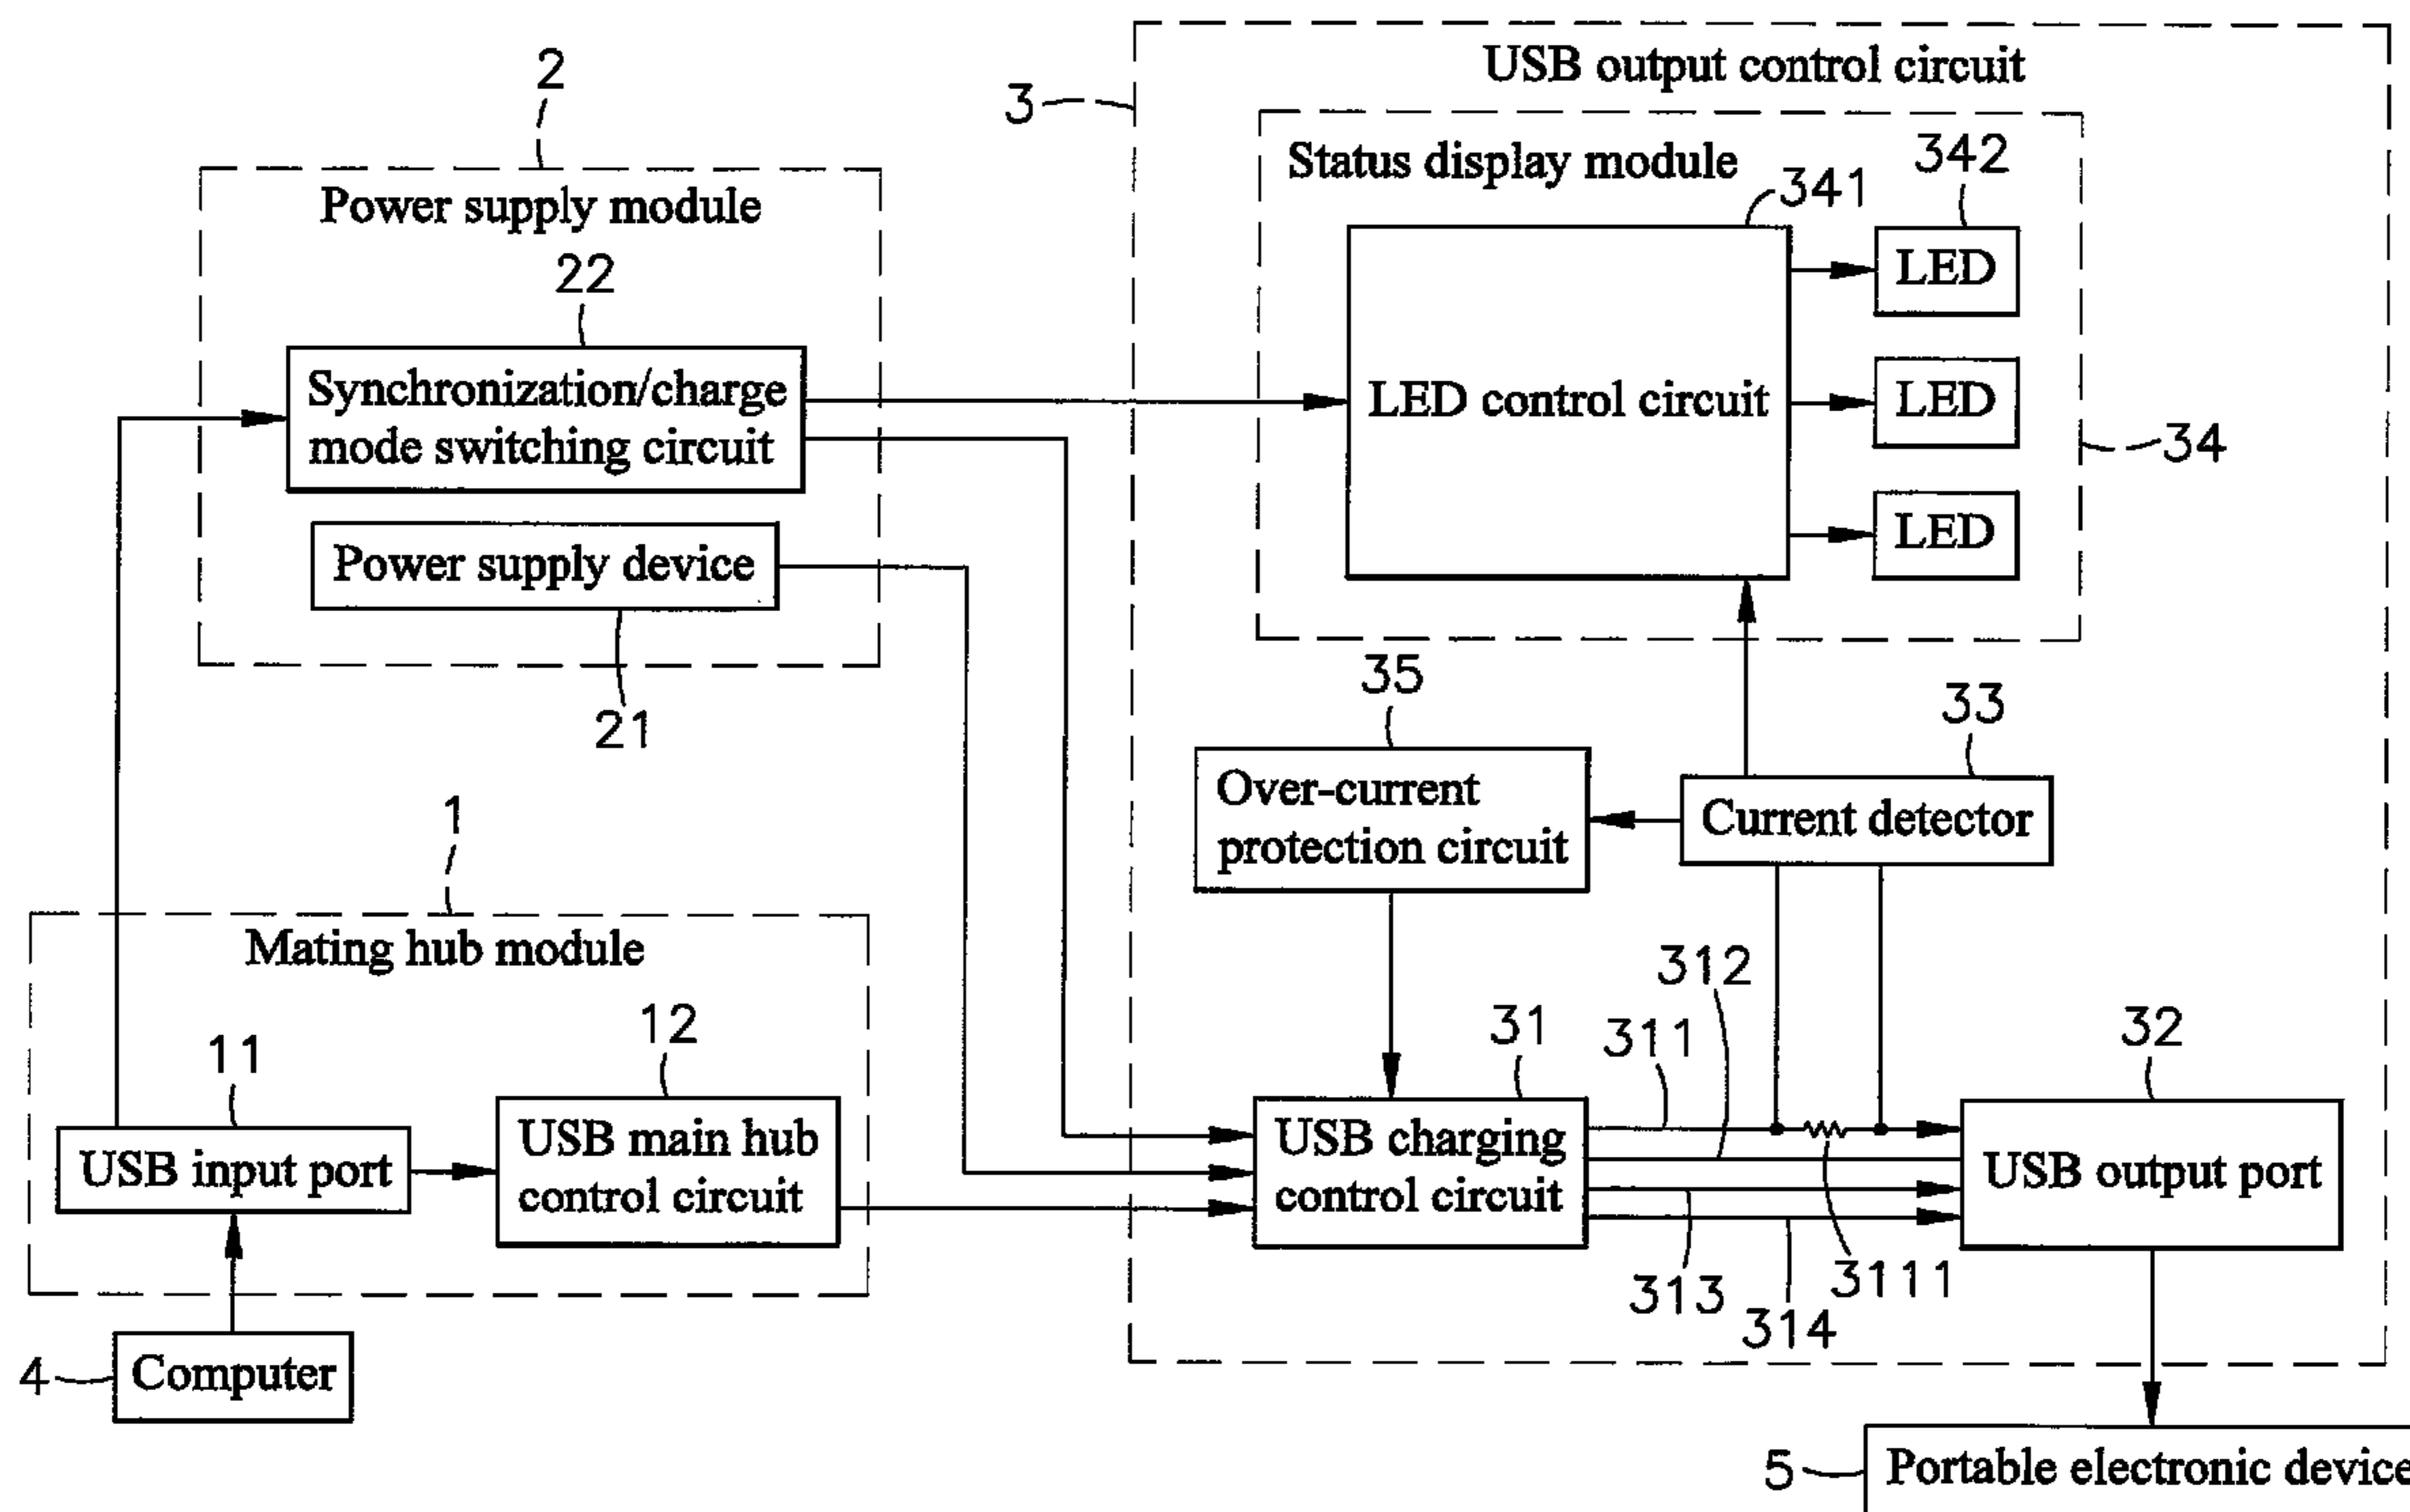 USB output control circuit
2
3
Status display module
342
341
Power supply module
22
LED
Synchronization/charge
mode switching circuit
LED control circuit
LED
34
LED
Power supply device
21
35
33
Over-current
protection circuit
Current detector
1
Mating hub module
312
12
31
311
32
11
USB main hub
control circuit
USB charging
control circuit
USB input port
USB output port
313
3111
314
4
Computer
5
Portable electronic device